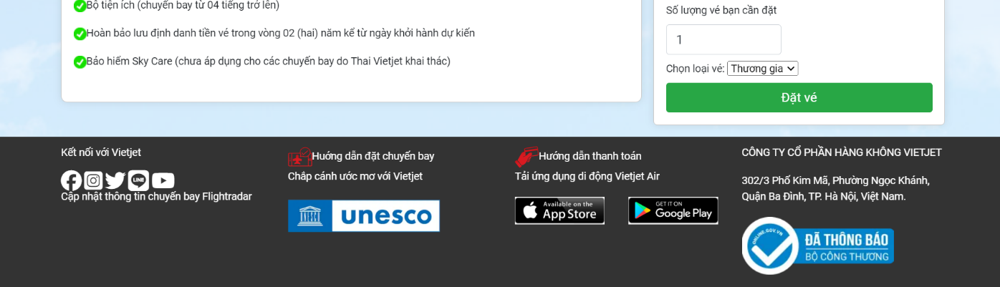 Bộ tiện ích (chuyến bay từ 04 tiếng trở lên)
Hoàn bảo lưu định danh tiền vé trong vòng 02 (hai) năm kể từ ngày khởi hành dự kiến
Bảo hiểm Sky Care (chưa áp dụng cho các chuyến bay do Thai Vietjet khai thác)
Số lượng vé bạn cần đặt
1
Chọn loại vé: Thương gia
Đặt vé
Kết nối với Vietjet
LINE
Cập nhật thông tin chuyến bay Flightradar
Hướng dẫn đặt chuyến bay
Chắp cánh ước mơ với Vietjet
unesco
Hướng dẫn thanh toán
Tải ứng dụng di động Vietjet Air
Available on the
App Store
GET IT ON
Google Play
CÔNG TY CỔ PHẦN HÀNG KHÔNG VIETJET
302/3 Phố Kim Mã, Phường Ngọc Khánh,
Quận Ba Đình, TP. Hà Nội, Việt Nam.
ONLINE.GOV.VN
ĐÃ THÔNG BÁO
BỘ CÔNG THƯƠNG